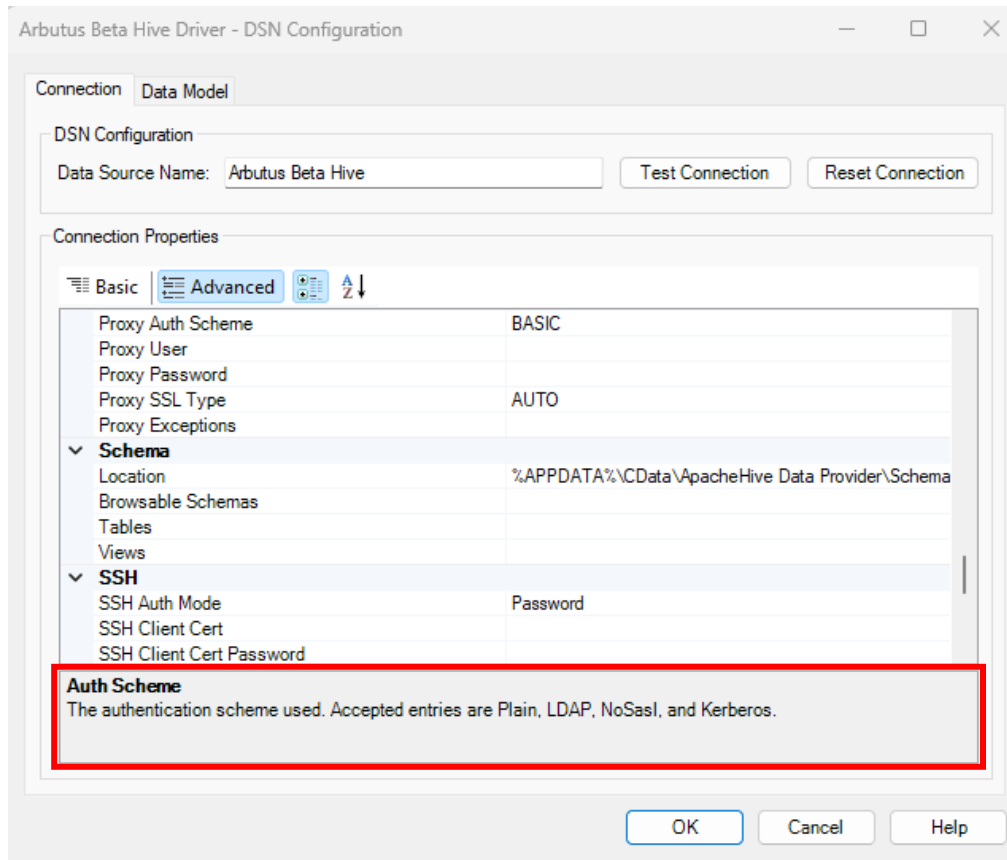 Arbutus Beta Hive Driver - DSN Configuration
Connection Data Model
DSN Configuration
Data Source Name: Arbutus Beta Hive Test Connection Reset Connection
Connection Properties
Basic Advanced A Z
Proxy Auth Scheme BASIC
Proxy User
Proxy Password
Proxy SSL Type AUTO
Proxy Exceptions
Schema
Location %APPDATA%\CData\ApacheHive Data Provider\Schema
Browsable Schemas
Tables
Views
SSH
SSH Auth Mode Password
SSH Client Cert
SSH Client Cert Password
Auth Scheme
The authentication scheme used. Accepted entries are Plain, LDAP, NoSasl, and Kerberos.
OK Cancel Help